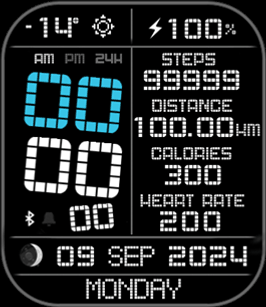 -14° 100%
AM PM 24H
00
00
00
STEPS
99999
DISTANCE
100.00KM
CALORIES
300
HEART RATE
200
09 SEP 2024
MONDAY